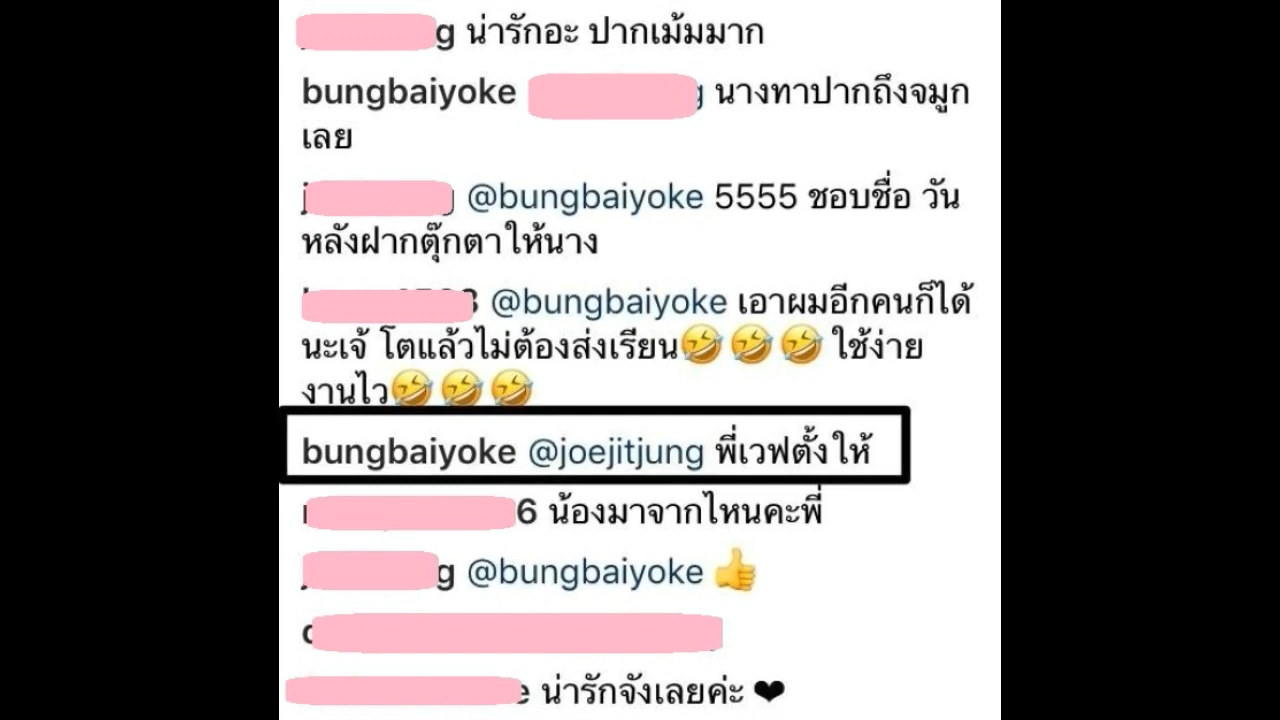 g น่ารักอะ ปากเม้มมาก
bungbaiyoke นางทาปากถึงจมูก
เลย
@bungbaiyoke 5555 ชอบชื่อ วัน
หลังฝากตุ๊กตาให้นาง
@bungbaiyoke เอาผมอีกคนก็ได้
นะเจ้ โตแล้วไม่ต้องส่งเรียน🤣🤣🤣 ใช้ง่าย
งานไว🤣🤣🤣
bungbaiyoke @joejitjung พี่เวฟตั้งให้
6 น้องมาจากไหนคะพี่
g @bungbaiyoke 👍
e น่ารักจังเลยค่ะ ❤